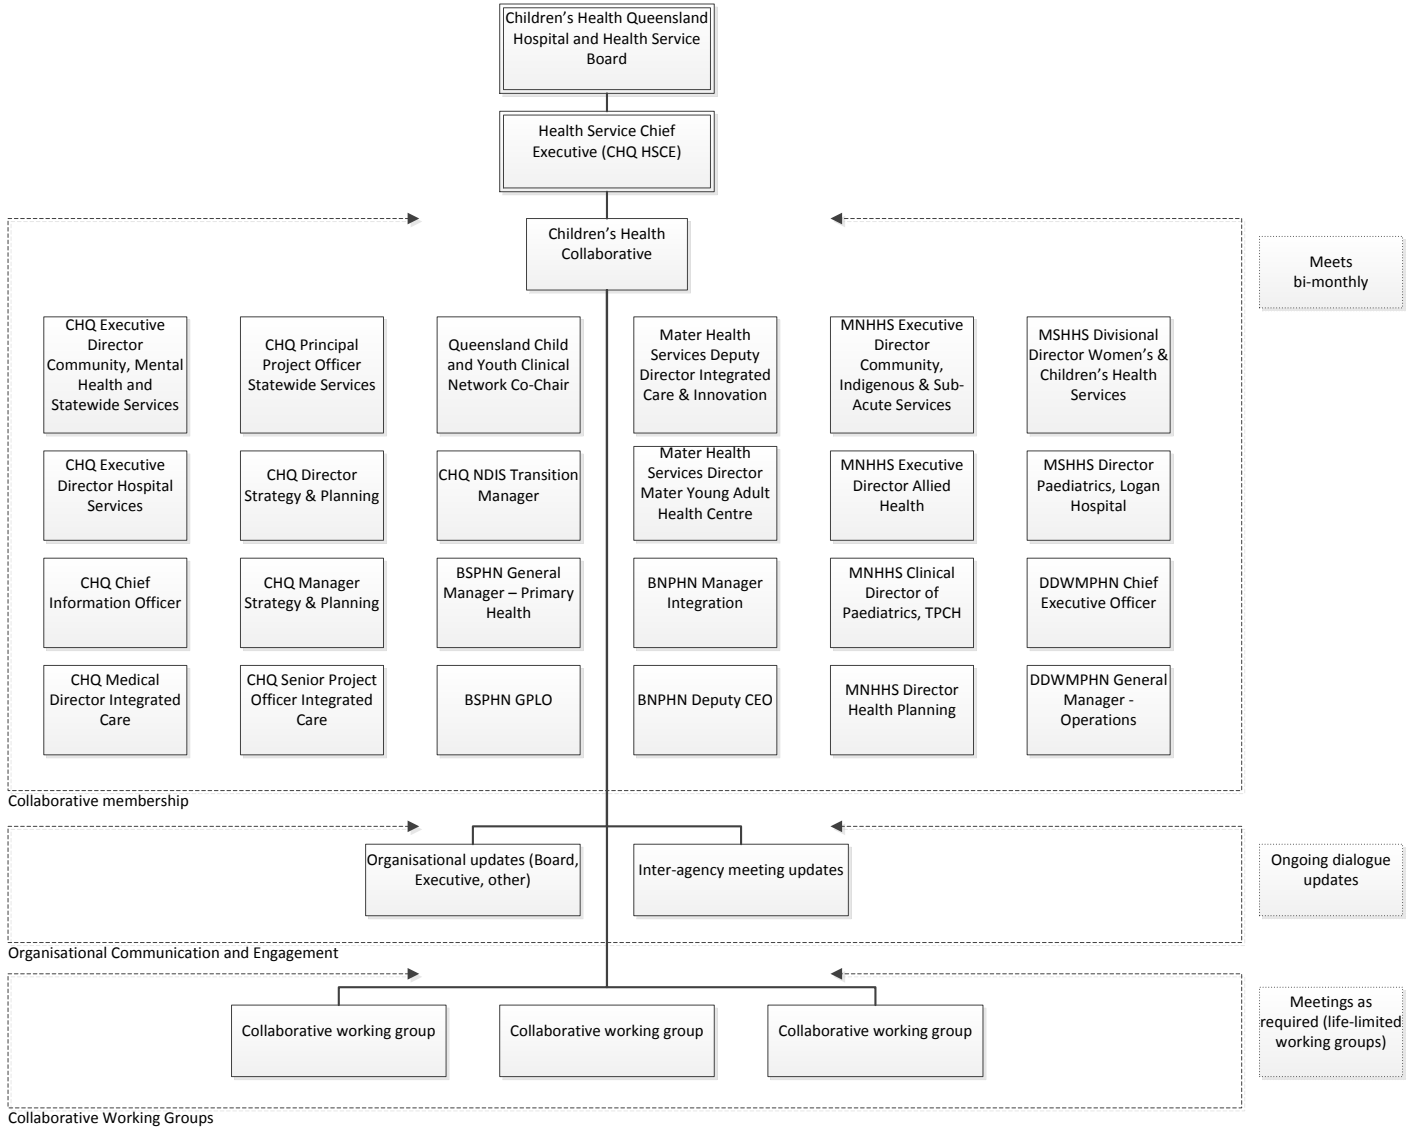 Children’s Health Queensland
Hospital and Health Service
Board
Health Service Chief
Executive (CHQ HSCE)
Children’s Health
Collaborative
Meets
bi-monthly
CHQ Executive
Director
Community, Mental
Health and
Statewide Services
CHQ Principal
Project Officer
Statewide Services
Queensland Child
and Youth Clinical
Network Co-Chair
Mater Health
Services Deputy
Director Integrated
Care & Innovation
MNHHS Executive
Director
Community,
Indigenous & Sub-
Acute Services
MSHHS Divisional
Director Women’s &
Children’s Health
Services
CHQ Executive
Director Hospital
Services
CHQ Director
Strategy & Planning
CHQ NDIS Transition
Manager
Mater Health
Services Director
Mater Young Adult
Health Centre
MNHHS Executive
Director Allied
Health
MSHHS Director
Paediatrics, Logan
Hospital
CHQ Chief
Information Officer
CHQ Manager
Strategy & Planning
BSPHN General
Manager – Primary
Health
BNPHN Manager
Integration
MNHHS Clinical
Director of
Paediatrics, TPCH
DDWMPHN Chief
Executive Officer
CHQ Medical
Director Integrated
Care
CHQ Senior Project
Officer Integrated
Care
BSPHN GPLO
BNPHN Deputy CEO
MNHHS Director
Health Planning
DDWMPHN General
Manager -
Operations
Collaborative membership
Organisational updates (Board,
Executive, other)
Inter-agency meeting updates
Ongoing dialogue
updates
Organisational Communication and Engagement
Collaborative working group
Collaborative working group
Collaborative working group
Meetings as
required (life-limited
working groups)
Collaborative Working Groups